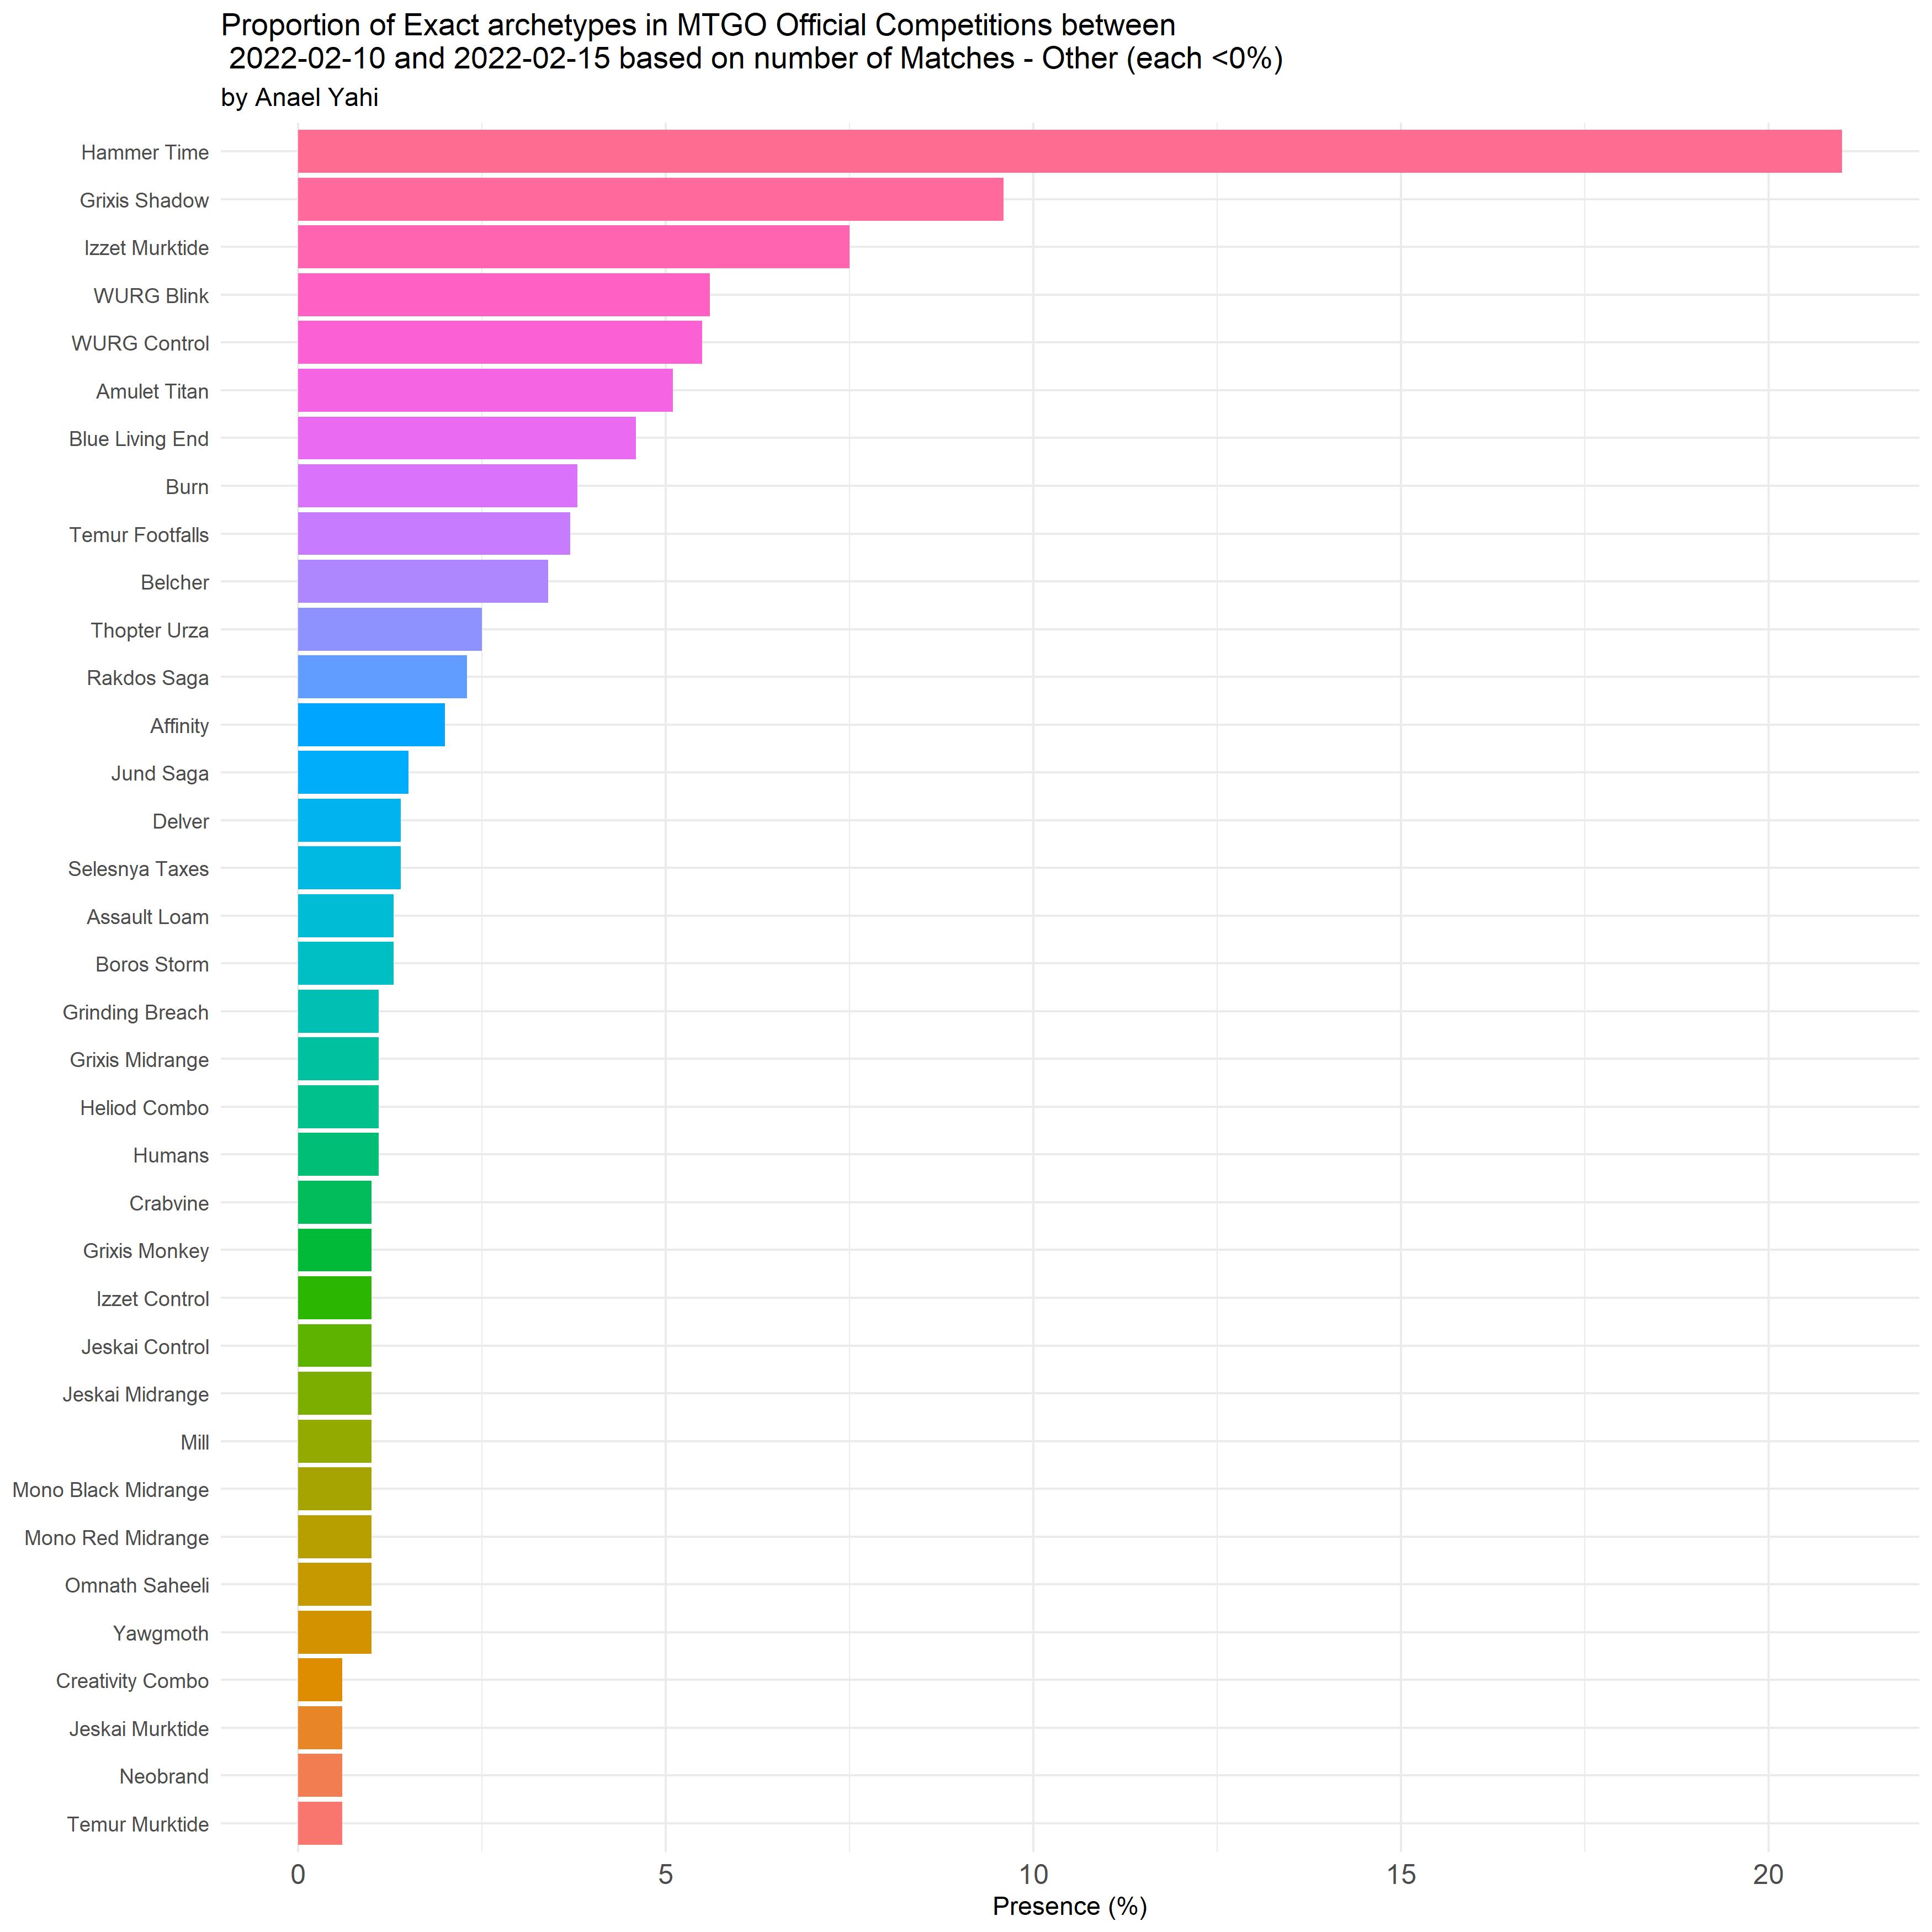 Proportion of Exact archetypes in MTGO Official Competitions between
2022-02-10 and 2022-02-15 based on number of Matches - Other (each <0%)
by Anael Yahi
Hammer Time
Grixis Shadow
Izzet Murktide
WURG Blink
WURG Control
Amulet Titan
Blue Living End
Burn
Temur Footfalls
Belcher
Thopter Urza
Rakdos Saga
Affinity
Jund Saga
Delver
Selesnya Taxes
Assault Loam
Boros Storm
Grinding Breach
Grixis Midrange
Heliod Combo
Humans
Crabvine
Grixis Monkey
Izzet Control
Jeskai Control
Jeskai Midrange
Mill
Mono Black Midrange
Mono Red Midrange
Omnath Saheeli
Yawgmoth
Creativity Combo
Jeskai Murktide
Neobrand
Temur Murktide
0 5 10 15 20
Presence (%)